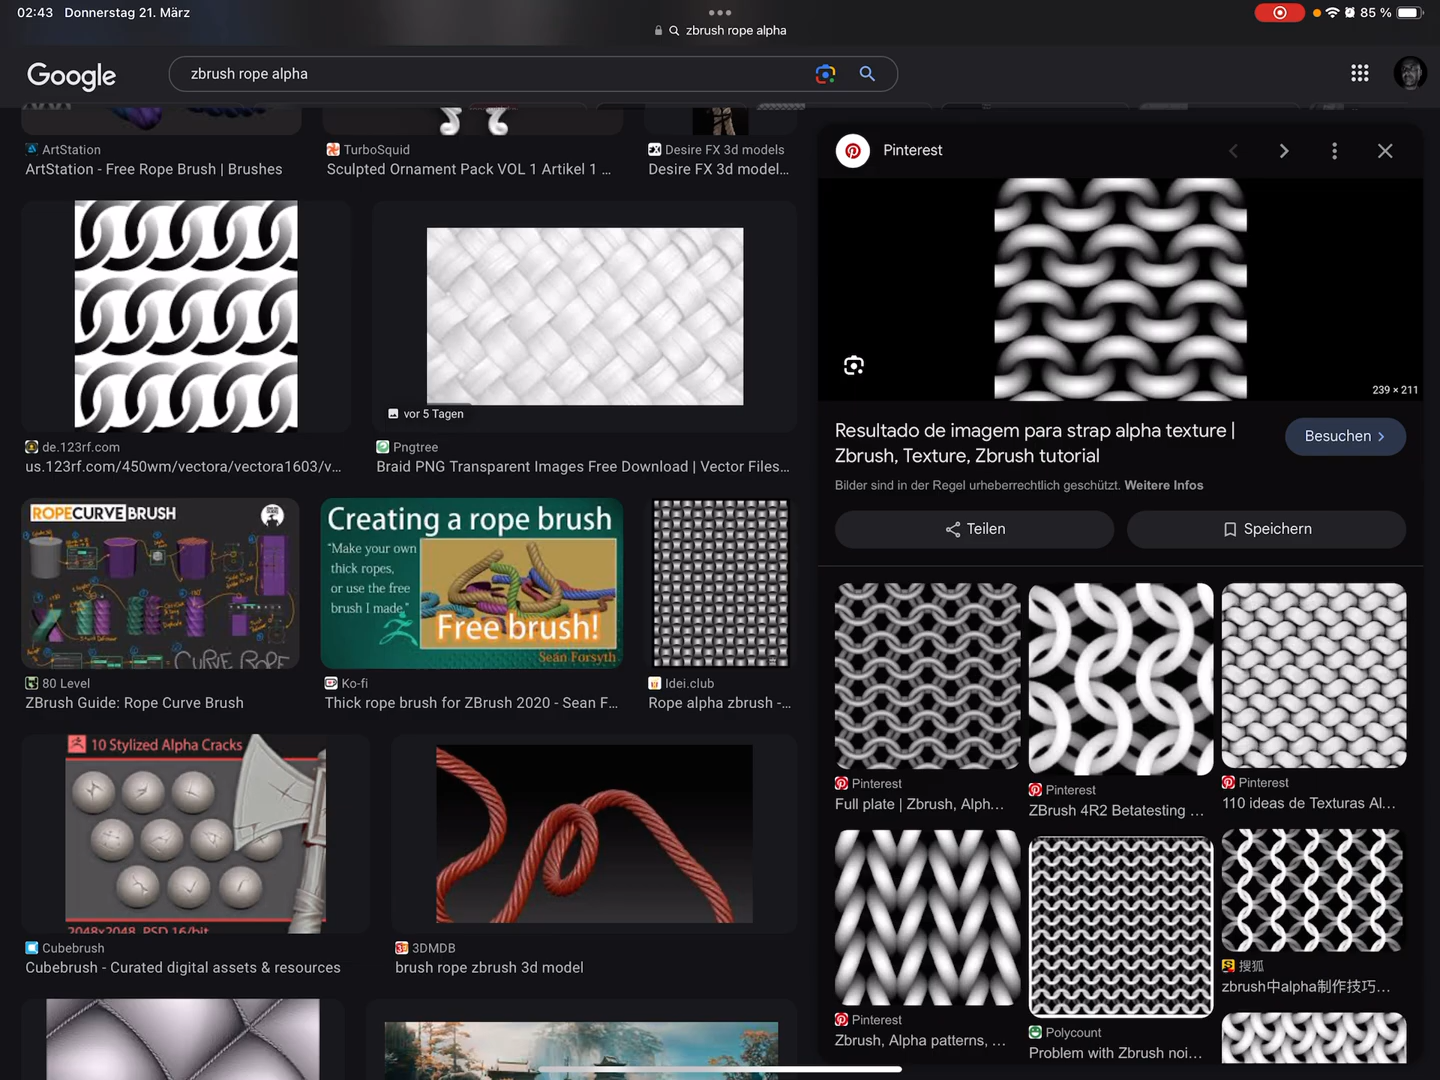 02:43 Donnerstag 21. März
85 %
zbrush rope alpha
Google
zbrush rope alpha
ArtStation
ArtStation - Free Rope Brush | Brushes
TurboSquid
Sculpted Ornament Pack VOL 1 Artikel 1 ...
Desire FX 3d models
Desire FX 3d model...
de.123rf.com
us.123rf.com/450wm/vectora/vectora1603/v...
vor 5 Tagen
Pngtree
Braid PNG Transparent Images Free Download | Vector Files...
ROPECURVE BRUSH
CURVE ROPE
80 Level
ZBrush Guide: Rope Curve Brush
Creating a rope brush
"Make your own
thick ropes,
or use the free
brush I made."
Free brush!
Sean Forsyth
Ko-fi
Thick rope brush for ZBrush 2020 - Sean F...
Idei.club
Rope alpha zbrush -...
10 Stylized Alpha Cracks
2048x2048, PSD 16/bit
Cubebrush
Cubebrush - Curated digital assets & resources
3DMDB
brush rope zbrush 3d model
Pinterest
239 × 211
Resultado de imagem para strap alpha texture |
Zbrush, Texture, Zbrush tutorial
Besuchen
Bilder sind in der Regel urheberrechtlich geschützt. Weitere Infos
Teilen
Speichern
Pinterest
Full plate | Zbrush, Alph...
Pinterest
ZBrush 4R2 Betatesting ...
Pinterest
110 ideas de Texturas Al...
Pinterest
Zbrush, Alpha patterns, ...
Polycount
Problem with Zbrush noi...
搜狐
zbrush中alpha制作技巧...